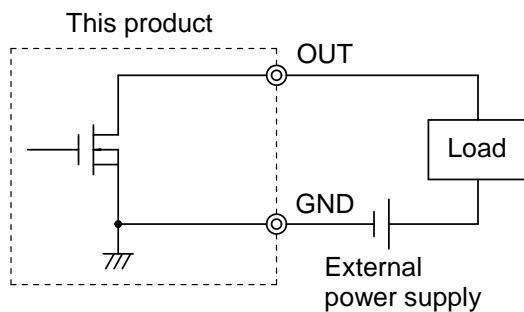 This product
OUT
Load
GND
External
power supply